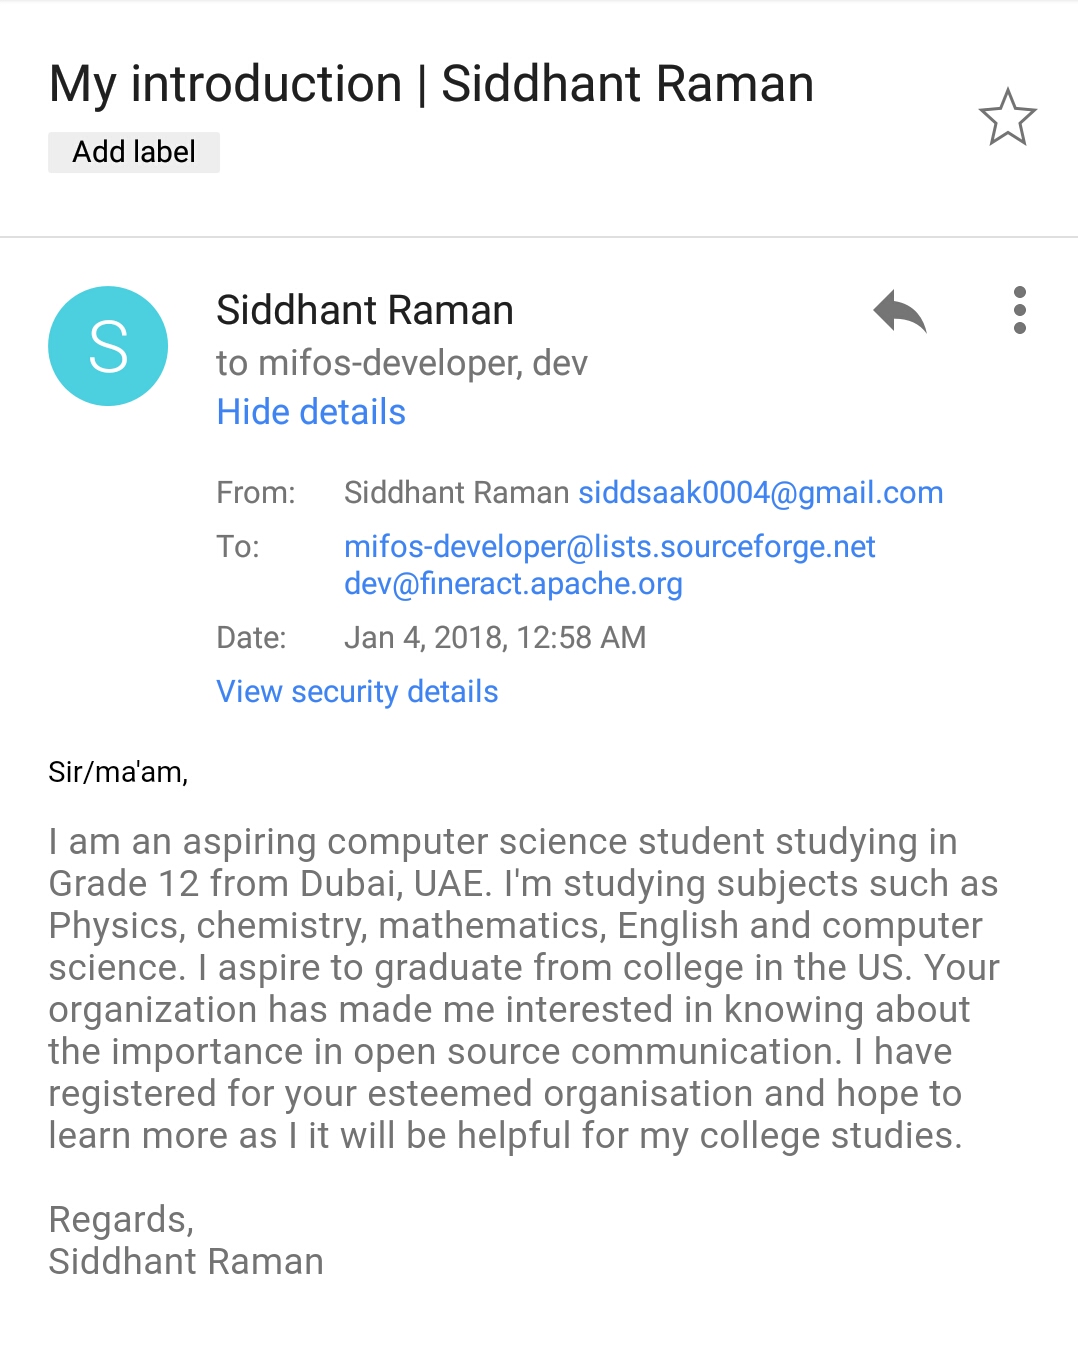 My introduction | Siddhant Raman
Add label
S
Siddhant Raman
to mifos-developer, dev
Hide details
From: Siddhant Raman siddsaak0004@gmail.com
To: mifos-developer@lists.sourceforge.net
dev@fineract.apache.org
Date: Jan 4, 2018, 12:58 AM
View security details
Sir/ma'am,
I am an aspiring computer science student studying in
Grade 12 from Dubai, UAE. I'm studying subjects such as
Physics, chemistry, mathematics, English and computer
science. I aspire to graduate from college in the US. Your
organization has made me interested in knowing about
the importance in open source communication. I have
registered for your esteemed organisation and hope to
learn more as I it will be helpful for my college studies.
Regards,
Siddhant Raman